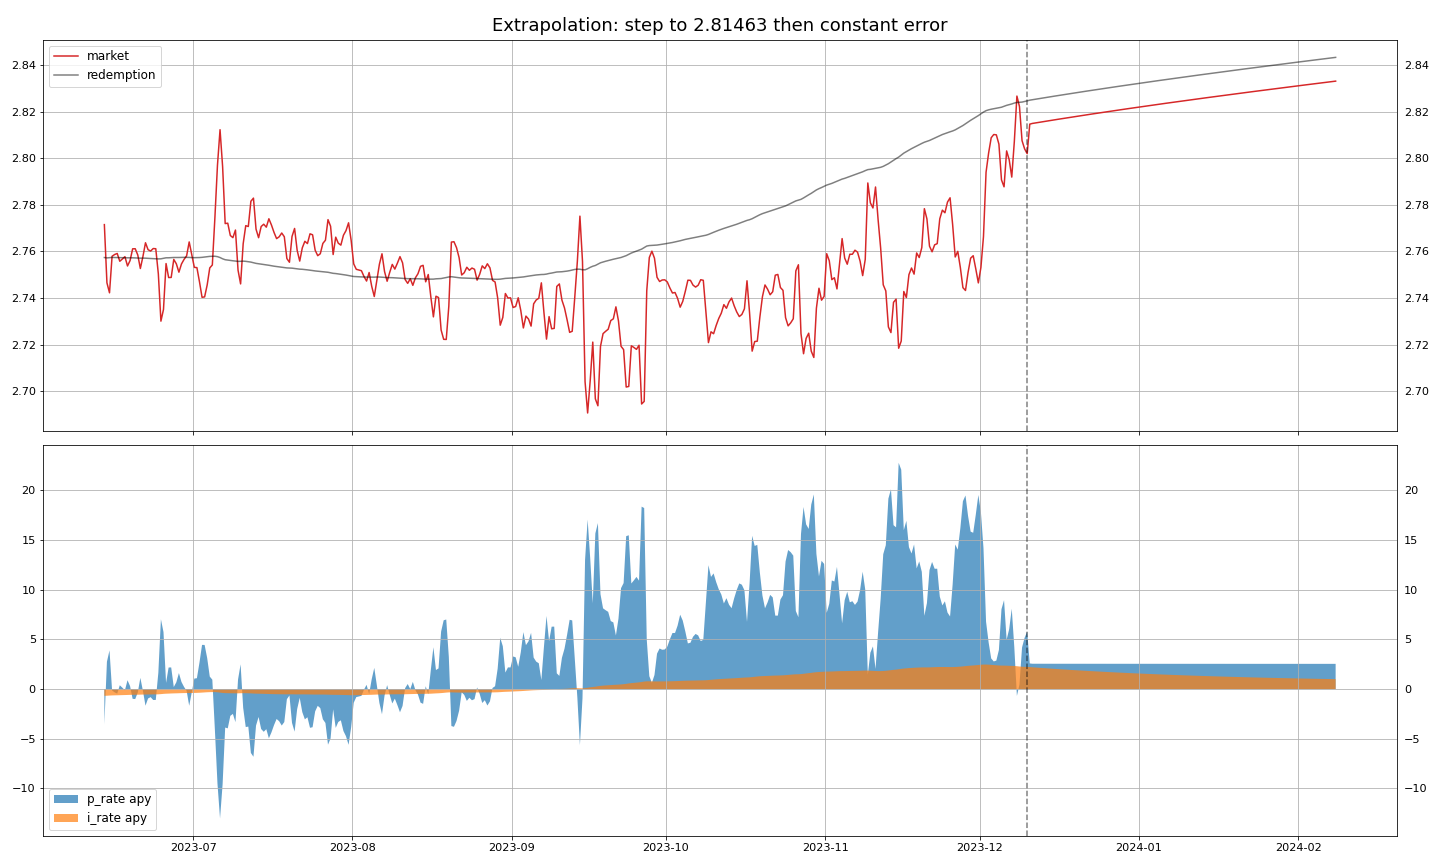 Extrapolation: step to 2.81463 then constant error
market
redemption
2.84 2.84
2.82 2.82
2.80 2.80
2.78 2.78
2.76 2.76
2.74 2.74
2.72 2.72
2.70 2.70
20 20
15 15
10 10
5 5
0 0
−5 −5
−10 −10
p_rate apy
i_rate apy
2023-07 2023-08 2023-09 2023-10 2023-11 2023-12 2024-01 2024-02